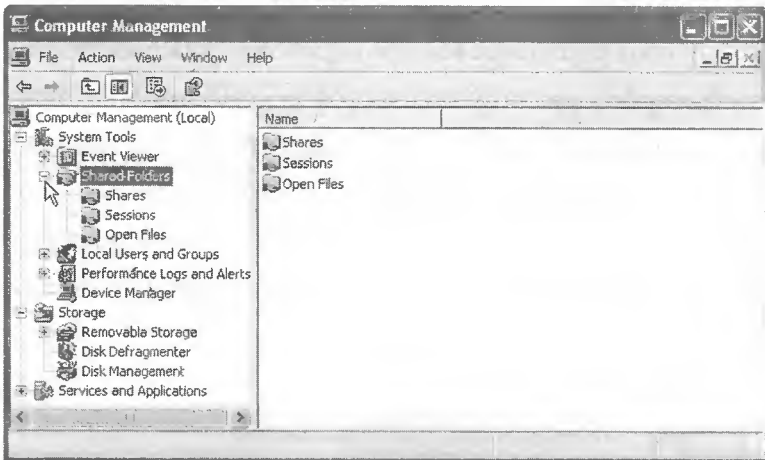 Computer Management
File Action View Window Help
Computer Management (Local)
System Tools
Event Viewer
Shared Folders
Shares
Sessions
Open Files
Local Users and Groups
Performance Logs and Alerts
Device Manager
Storage
Removable Storage
Disk Defragmenter
Disk Management
Services and Applications
Name
Shares
Sessions
Open Files